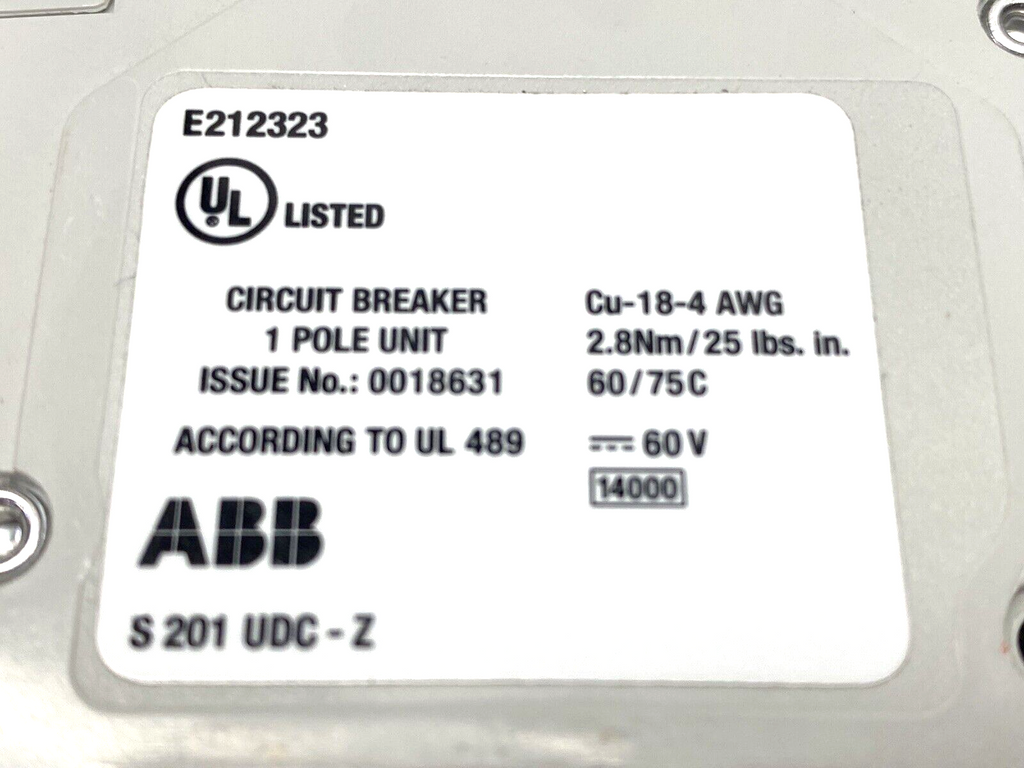 E212323
UL LISTED
CIRCUIT BREAKER
1 POLE UNIT
ISSUE No.: 0018631
ACCORDING TO UL 489
Cu-18-4 AWG
2.8Nm/25 lbs. in.
60/75C
⎓ 60 V
14000
ABB
S 201 UDC - Z